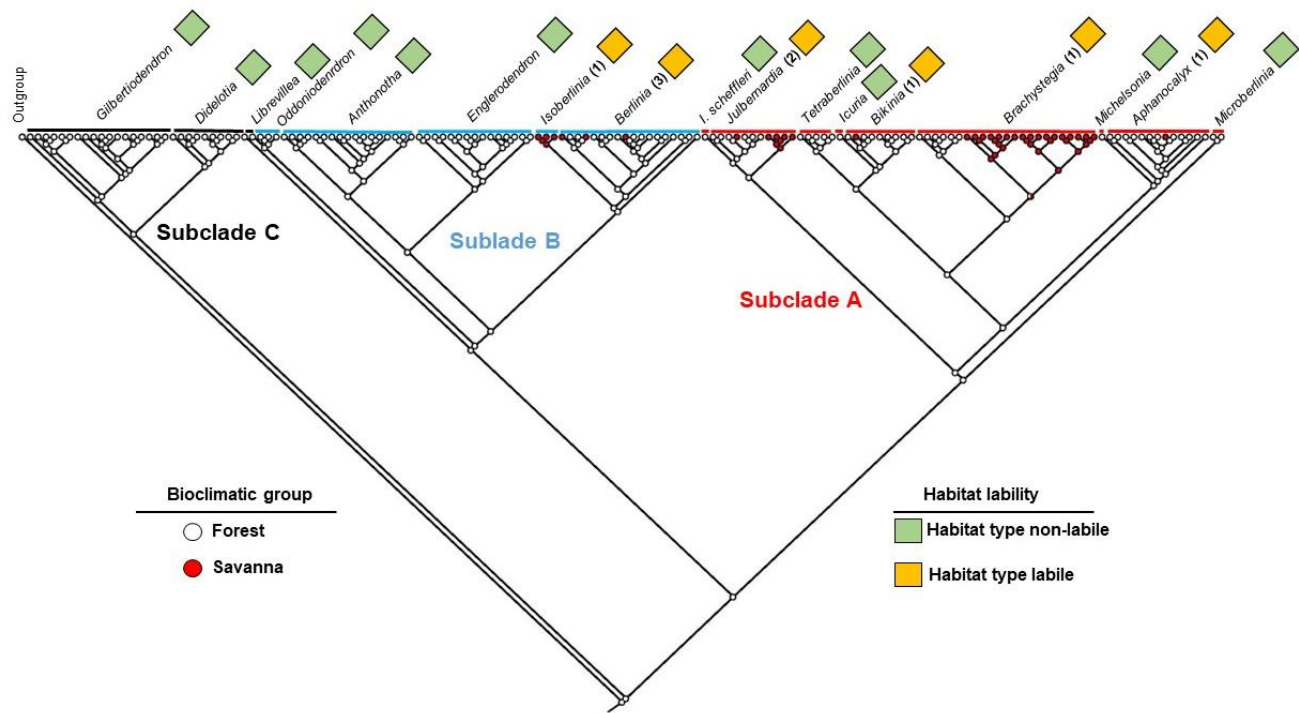 Outgroup
Gilbertiodendron
Didelotia
Librevillea
Oddoniodenrdron
Anthonotha
Englerodendron
Isoberlinia (1)
Berlinia (3)
I. scheffleri
Julbernardia (2)
Tetraberlinia
Icuria
Bikinia (1)
Brachystegia (1)
Michelsonia
Aphanocalyx (1)
Microberlinia
Subclade C
Sublade B
Subclade A
Bioclimatic group
Forest
Savanna
Habitat lability
Habitat type non-labile
Habitat type labile